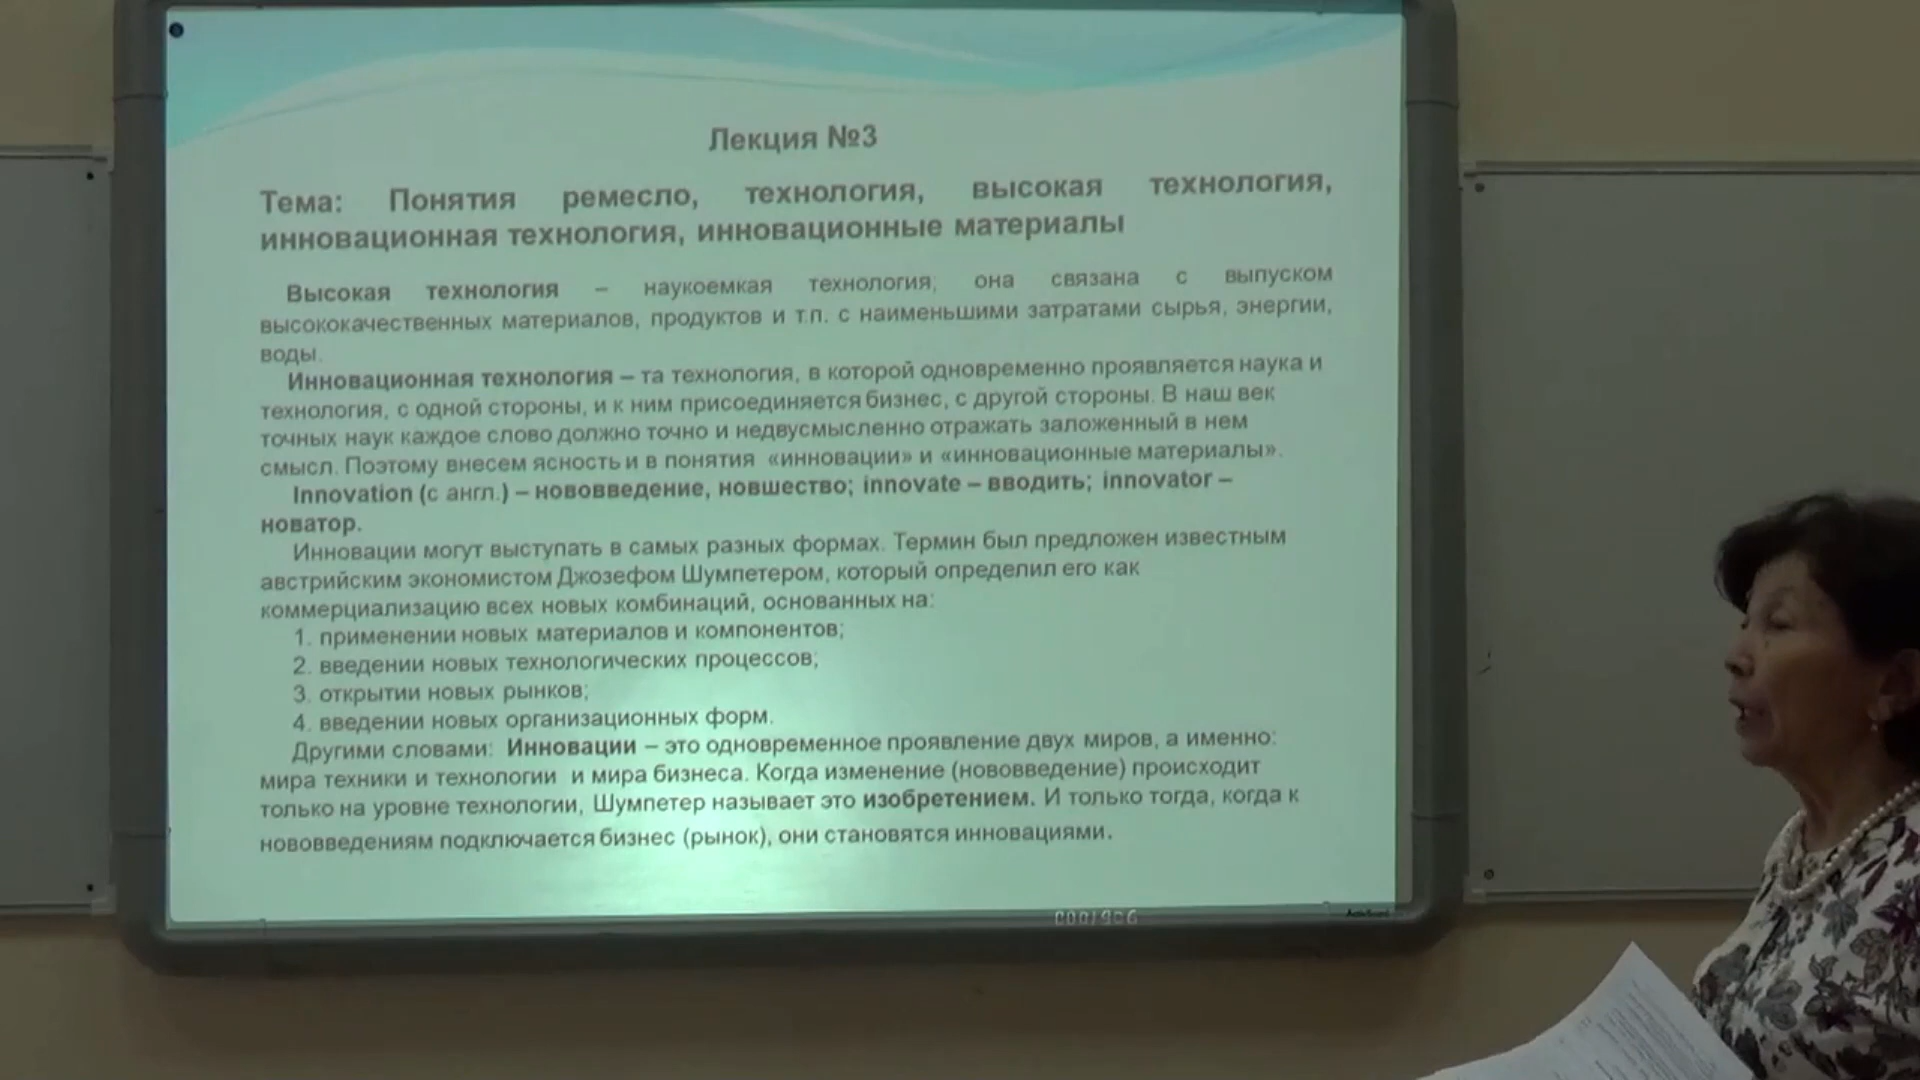 Лекция №3
Тема: Понятия ремесло, технология, высокая технология,
инновационная технология, инновационные материалы
Высокая технология – наукоемкая технология; она связана с выпуском
высококачественных материалов, продуктов и т.п. с наименьшими затратами сырья, энергии,
воды.
Инновационная технология – та технология, в которой одновременно проявляется наука и
технология, с одной стороны, и к ним присоединяется бизнес, с другой стороны. В наш век
точных наук каждое слово должно точно и недвусмысленно отражать заложенный в нем
смысл. Поэтому внесем ясность и в понятия «инновации» и «инновационные материалы».
Innovation (с англ.) – нововведение, новшество; innovate – вводить; innovator –
новатор.
Инновации могут выступать в самых разных формах. Термин был предложен известным
австрийским экономистом Джозефом Шумпетером, который определил его как
коммерциализацию всех новых комбинаций, основанных на:
1. применении новых материалов и компонентов;
2. введении новых технологических процессов;
3. открытии новых рынков;
4. введении новых организационных форм.
Другими словами: Инновации – это одновременное проявление двух миров, а именно:
мира техники и технологии и мира бизнеса. Когда изменение (нововведение) происходит
только на уровне технологии, Шумпетер называет это изобретением. И только тогда, когда к
нововведениям подключается бизнес (рынок), они становятся инновациями.